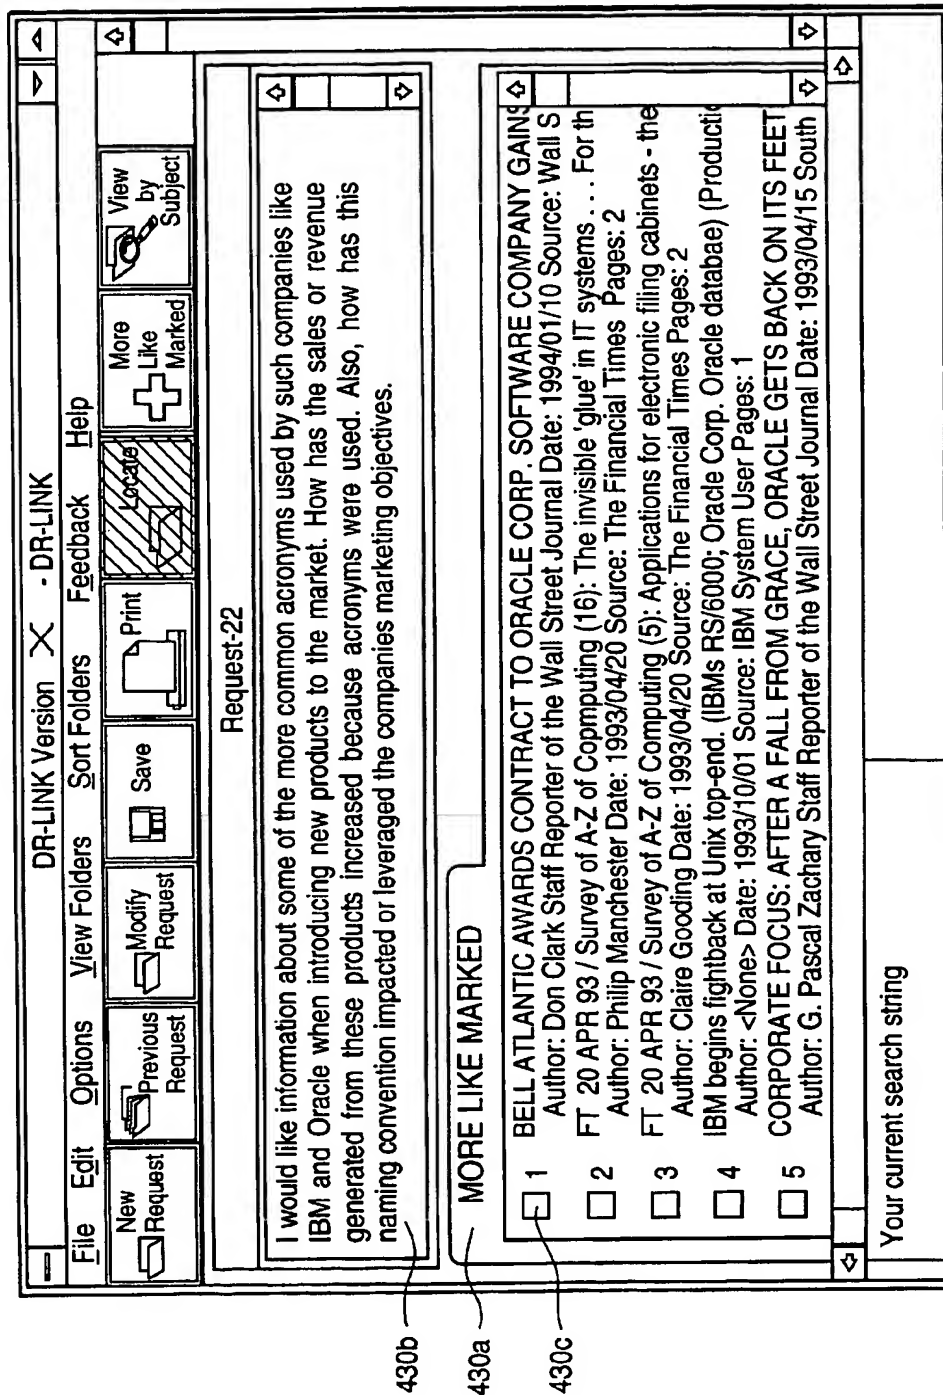 DR-LINK Version X - DR-LINK
File Edit Options View Folders Sort Folders Feedback Help
New Request
Previous Request
Modify Request
Save
Print
Locate
More Like Marked
View by Subject
Request-22
I would like information about some of the more common acronyms used by such companies like
IBM and Oracle when introducing new products to the market. How has the sales or revenue
generated from these products increased because acronyms were used. Also, how has this
naming convention impacted or leveraged the companies marketing objectives.
430b
MORE LIKE MARKED
430a
1 BELL ATLANTIC AWARDS CONTRACT TO ORACLE CORP. SOFTWARE COMPANY GAINS
Author: Don Clark Staff Reporter of the Wall Street Journal Date: 1994/01/10 Source: Wall S
430c
2 FT 20 APR 93 / Survey of A-Z of Copmputing (16): The invisible 'glue' in IT systems . . . For th
Author: Philip Manchester Date: 1993/04/20 Source: The Financial Times Pages: 2
3 FT 20 APR 93 / Survey of A-Z of Computing (5): Applications for electronic filing cabinets - the
Author: Claire Gooding Date: 1993/04/20 Source: The Financial Times Pages: 2
4 IBM begins fightback at Unix top-end. (IBMs RS/6000; Oracle Corp. Oracle databae) (Productio
Author: <None> Date: 1993/10/01 Source: IBM System User Pages: 1
5 CORPORATE FOCUS: AFTER A FALL FROM GRACE, ORACLE GETS BACK ON ITS FEET
Author: G. Pascal Zachary Staff Reporter of the Wall Street Journal Date: 1993/04/15 South
Your current search string